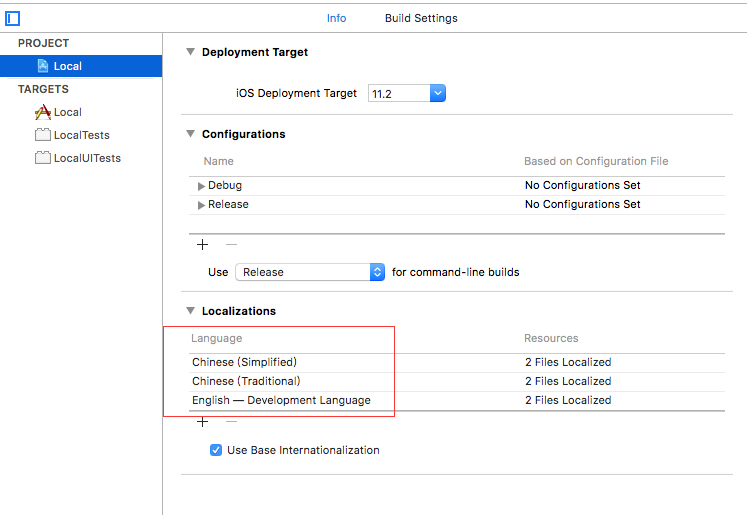 Info Build Settings
PROJECT
Local
TARGETS
Local
LocalTests
LocalUITests
Deployment Target
iOS Deployment Target 11.2
Configurations
Name Based on Configuration File
Debug No Configurations Set
Release No Configurations Set
Use Release for command-line builds
Localizations
Language Resources
Chinese (Simplified) 2 Files Localized
Chinese (Traditional) 2 Files Localized
English — Development Language 2 Files Localized
Use Base Internationalization